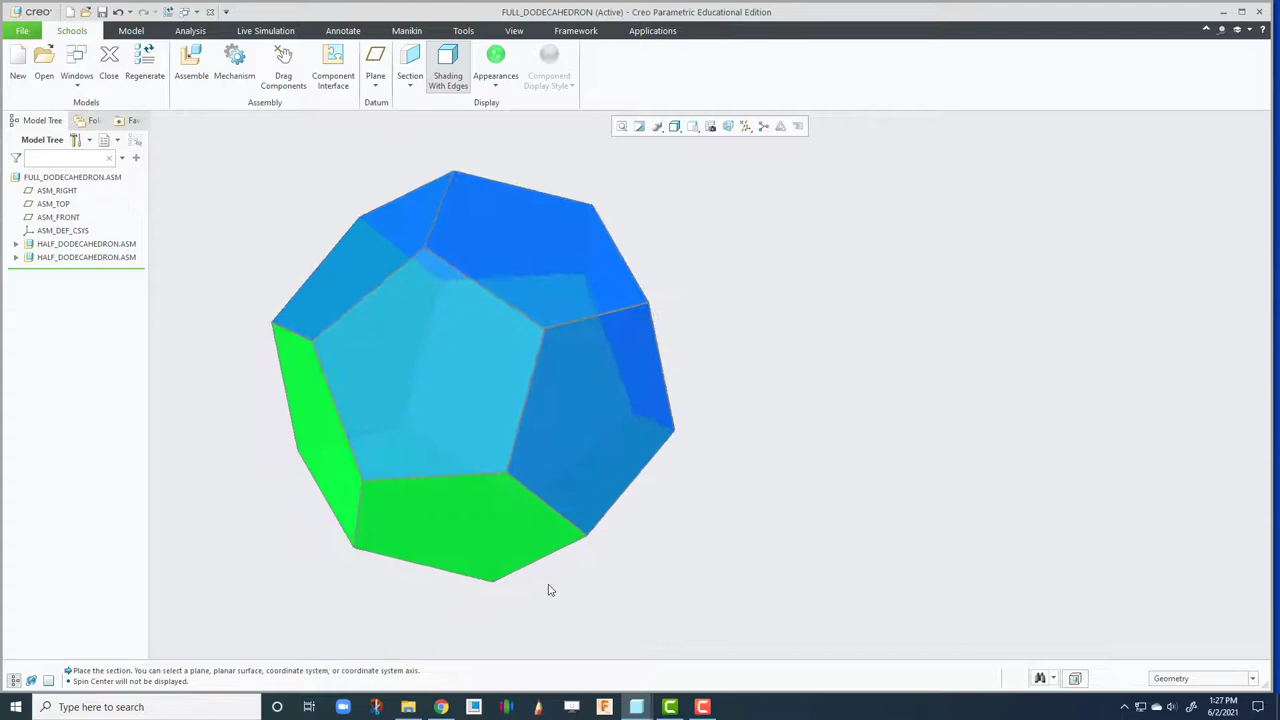 creo
FULL_DODECAHEDRON (Active) - Creo Parametric Educational Edition
File Schools Model Analysis Live Simulation Annotate Manikin Tools View Framework Applications
New Open Windows Close Regenerate Assemble Mechanism Drag Components Component Interface Plane Section Shading With Edges Appearances Component Display Style
Models Assembly Datum Display
Model Tree Fol Fav
Model Tree
FULL_DODECAHEDRON.ASM
ASM_RIGHT
ASM_TOP
ASM_FRONT
ASM_DEF_CSYS
HALF_DODECAHEDRON.ASM
HALF_DODECAHEDRON.ASM
Place the section. You can select a plane, planar surface, coordinate system, or coordinate system axis.
• Spin Center will not be displayed.
Geometry
Type here to search
1:27 PM
6/2/2021